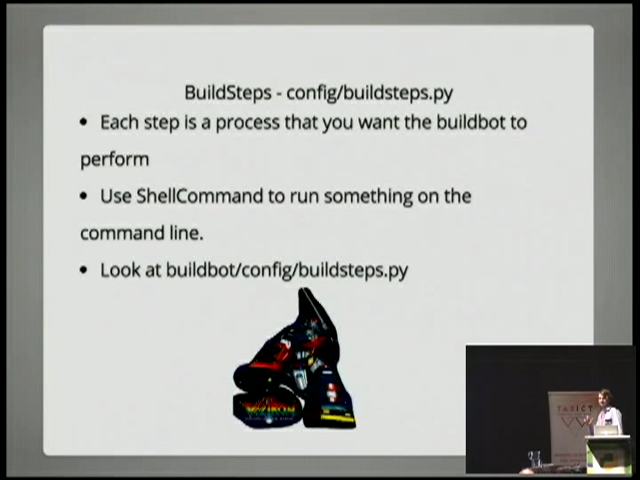 BuildSteps - config/buildsteps.py
• Each step is a process that you want the buildbot to
perform
• Use ShellCommand to run something on the
command line.
• Look at buildbot/config/buildsteps.py
TASICT